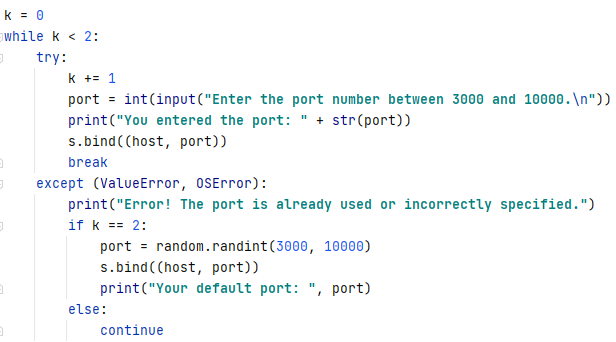 k = 0
while k < 2:
    try:
        k += 1
        port = int(input("Enter the port number between 3000 and 10000.\n"))
        print("You entered the port: " + str(port))
        s.bind((host, port))
        break
    except (ValueError, OSError):
        print("Error! The port is already used or incorrectly specified.")
        if k == 2:
            port = random.randint(3000, 10000)
            s.bind((host, port))
            print("Your default port: ", port)
        else:
            continue